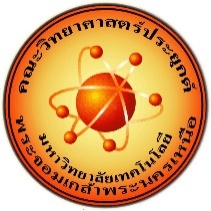 คณะวิทยาศาสตร์ประยุกต์
มหาวิทยาลัยเทคโนโลยี
พระจอมเกล้าพระนครเหนือ